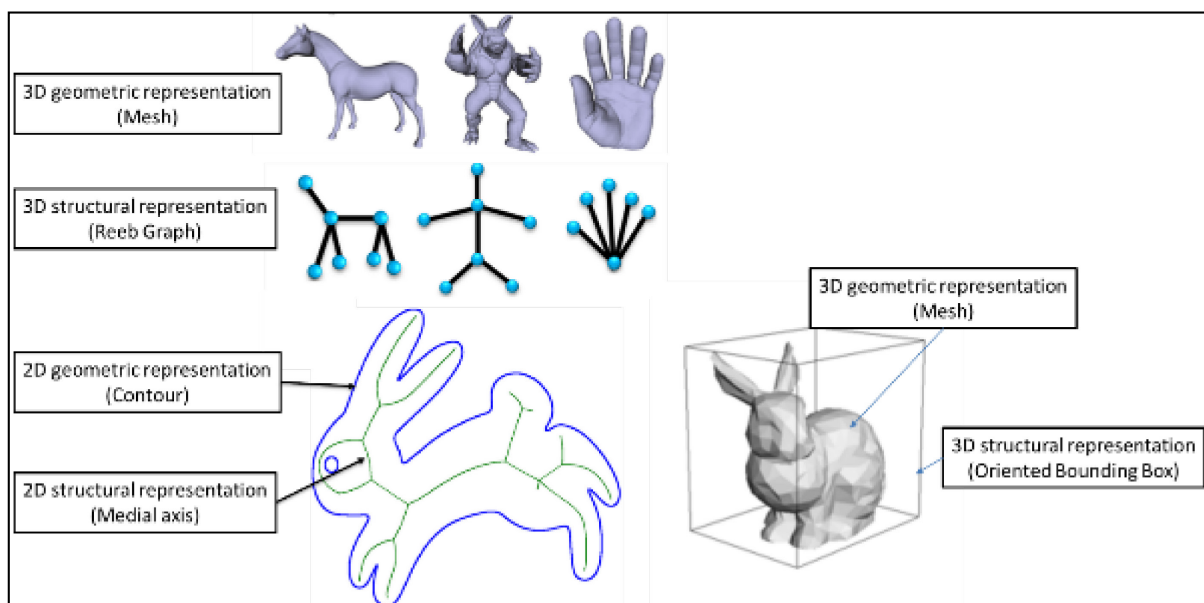 3D geometric representation
(Mesh)
3D structural representation
(Reeb Graph)
3D geometric representation
(Mesh)
2D geometric representation
(Contour)
3D structural representation
(Oriented Bounding Box)
2D structural representation
(Medial axis)